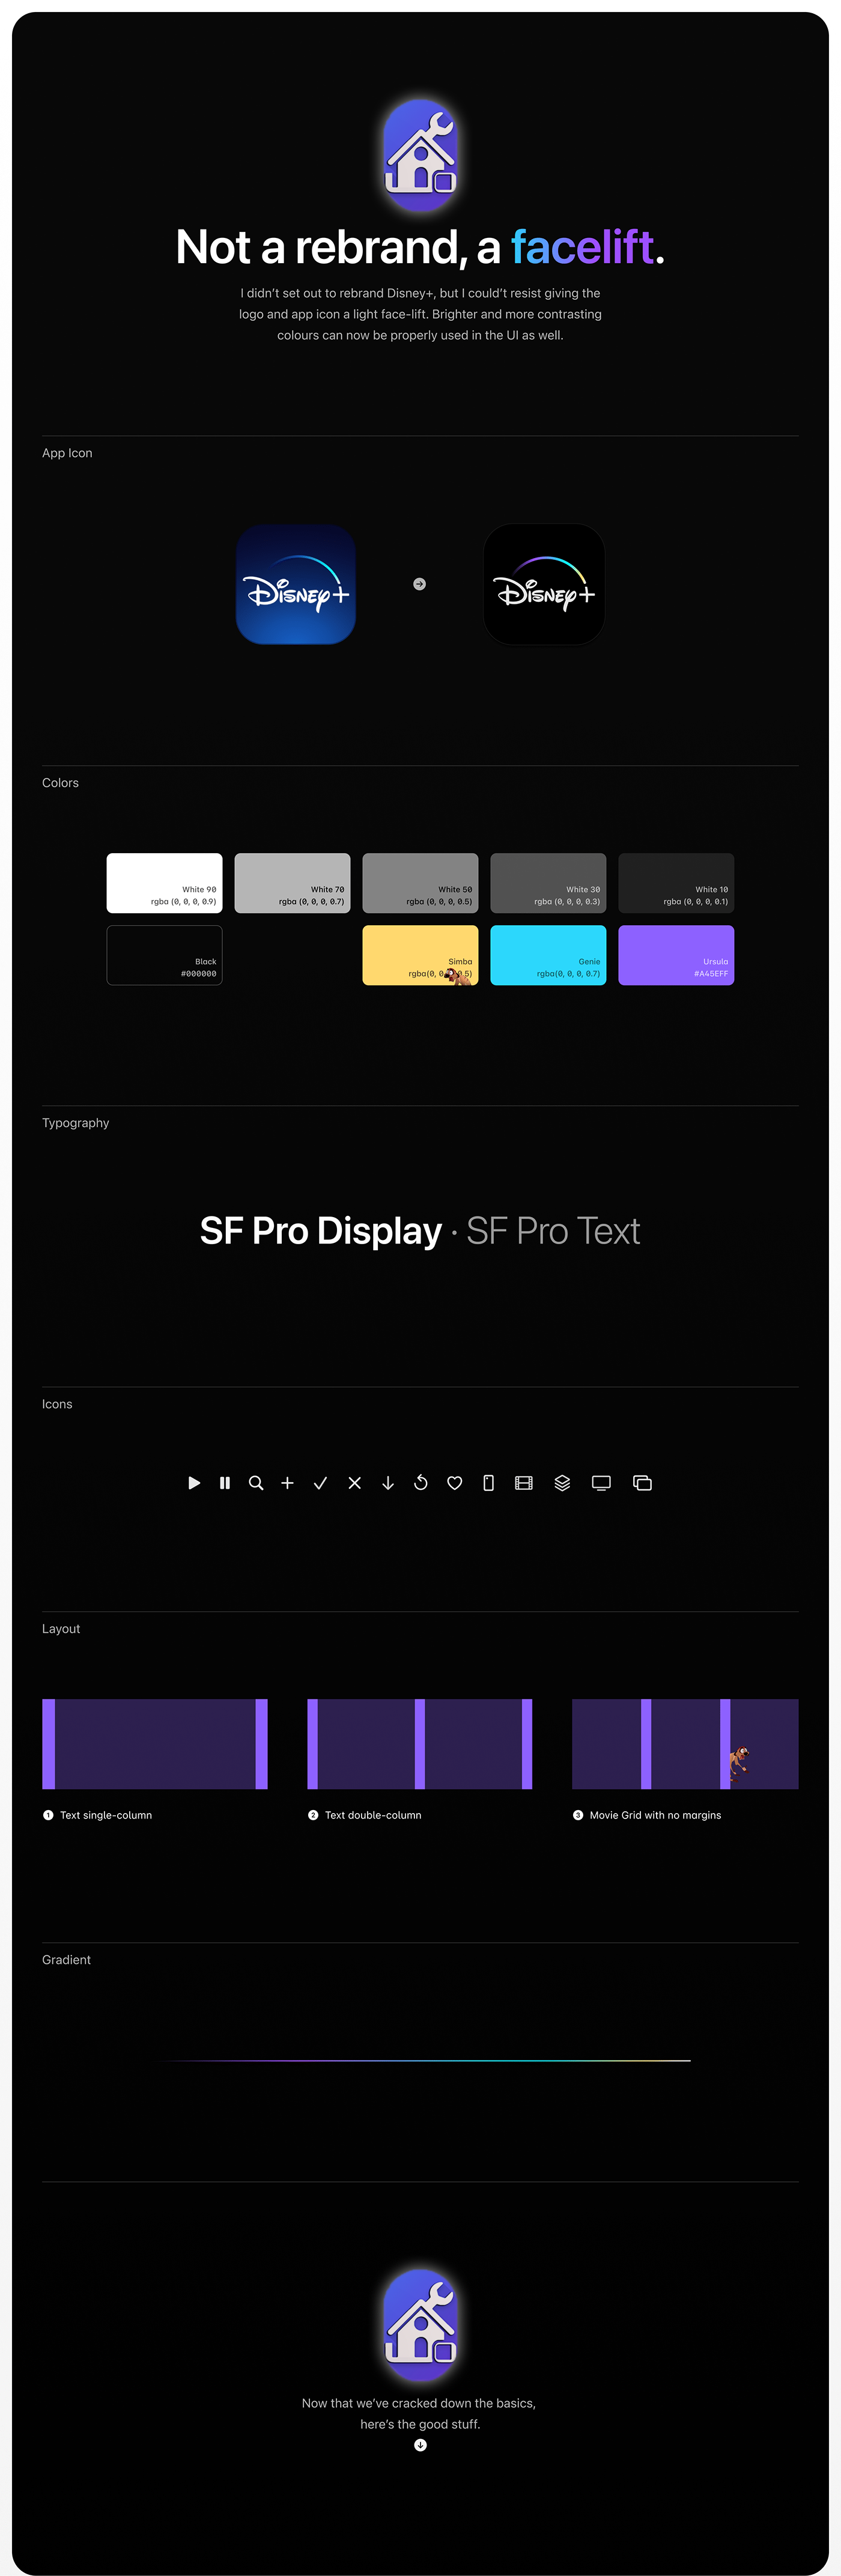 Not a rebrand, a facelift.
I didn’t set out to rebrand Disney+, but I could’t resist giving the
logo and app icon a light face-lift. Brighter and more contrasting
colours can now be properly used in the UI as well.
App Icon
Disney+
Disney+
Colors
White 90
rgba (0, 0, 0, 0.9)
White 70
rgba (0, 0, 0, 0.7)
White 50
rgba (0, 0, 0, 0.5)
White 30
rgba (0, 0, 0, 0.3)
White 10
rgba (0, 0, 0, 0.1)
Black
#000000
Simba
rgba(0, 0 0.5)
Genie
rgba(0, 0, 0, 0.7)
Ursula
#A45EFF
Typography
SF Pro Display · SF Pro Text
Icons
Layout
1 Text single-column
2 Text double-column
3 Movie Grid with no margins
Gradient
Now that we’ve cracked down the basics,
here’s the good stuff.